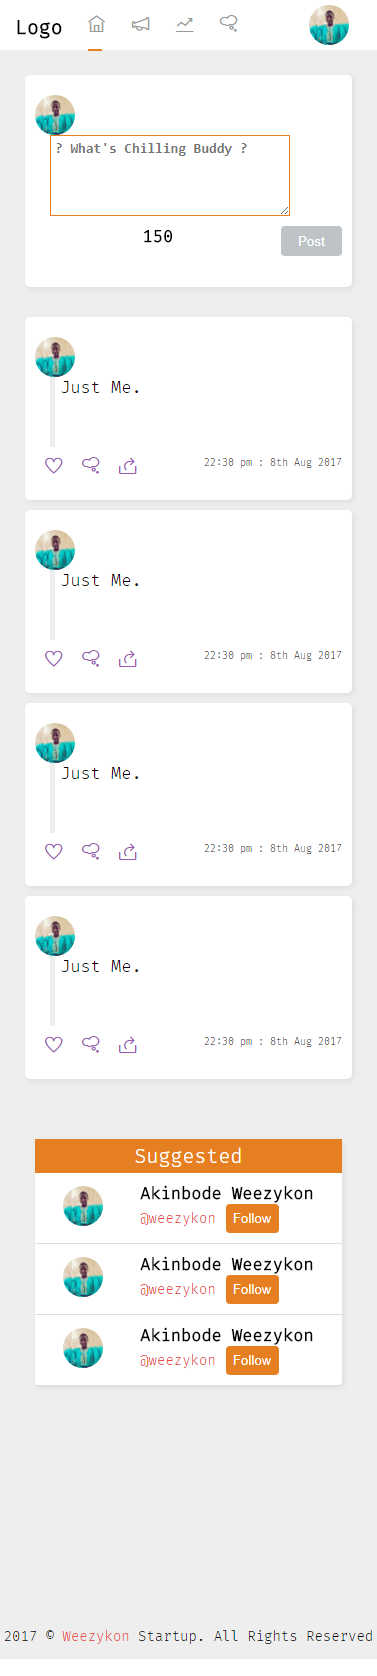 Logo
? What's Chilling Buddy ?
150
Post
Just Me.
22:30 pm : 8th Aug 2017
Just Me.
22:30 pm : 8th Aug 2017
Just Me.
22:30 pm : 8th Aug 2017
Just Me.
22:30 pm : 8th Aug 2017
Suggested
Akinbode Weezykon
@weezykon Follow
Akinbode Weezykon
@weezykon Follow
Akinbode Weezykon
@weezykon Follow
2017 © Weezykon Startup. All Rights Reserved